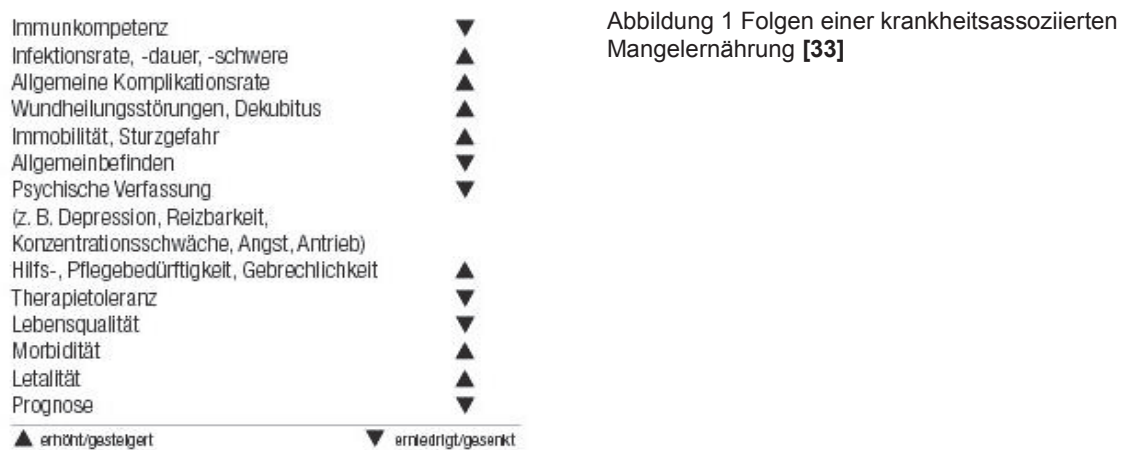 Immunkompetenz ▼
Infektionsrate, -dauer, -schwere ▲
Allgemeine Komplikationsrate ▲
Wundheilungsstörungen, Dekubitus ▲
Immobilität, Sturzgefahr ▲
Allgemeinbefinden ▼
Psychische Verfassung ▼
(z. B. Depression, Reizbarkeit,
Konzentrationsschwäche, Angst, Antrieb)
Hilfs-, Pflegebedürftigkeit, Gebrechlichkeit ▲
Therapietoleranz ▼
Lebensqualität ▼
Morbidität ▲
Letalität ▲
Prognose ▼
▲ erhöht/gesteigert ▼ erniedrigt/gesenkt
Abbildung 1 Folgen einer krankheitsassoziierten
Mangelernährung [33]